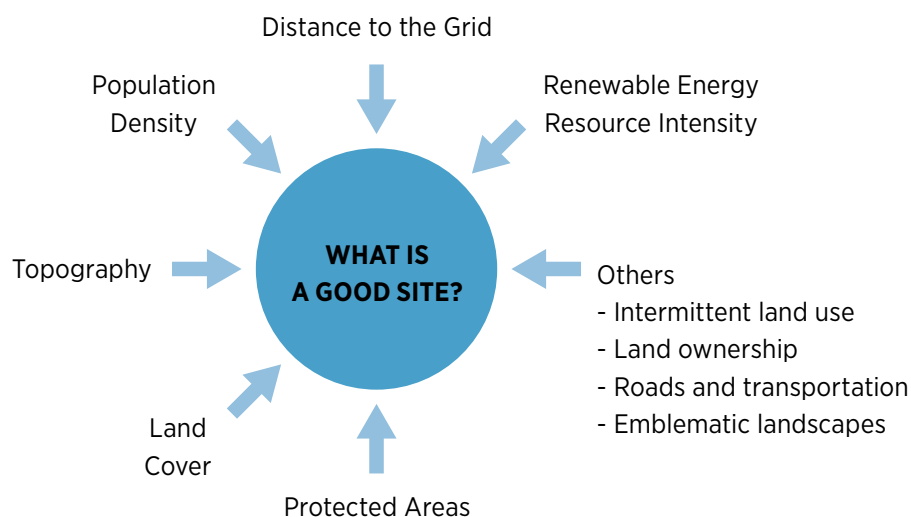 Distance to the Grid
Population
Density
Renewable Energy
Resource Intensity
WHAT IS
A GOOD SITE?
Topography
Others
- Intermittent land use
- Land ownership
- Roads and transportation
- Emblematic landscapes
Land
Cover
Protected Areas